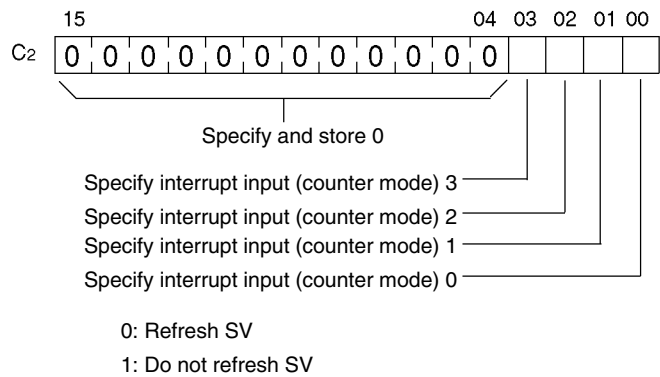 15 04 03 02 01 00
C2 0 0 0 0 0 0 0 0 0 0 0 0
Specify and store 0
Specify interrupt input (counter mode) 3
Specify interrupt input (counter mode) 2
Specify interrupt input (counter mode) 1
Specify interrupt input (counter mode) 0
0: Refresh SV
1: Do not refresh SV